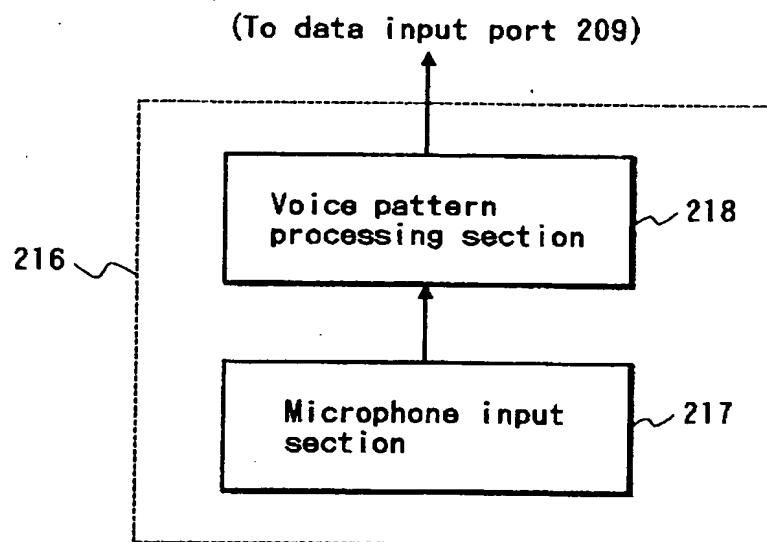 (To data input port 209)
Voice pattern
processing section
218
216
Microphone input
section
217